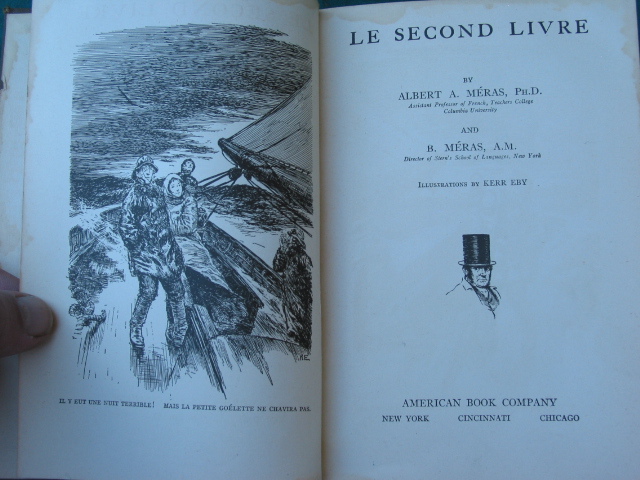 IL Y EUT UNE NUIT TERRIBLE! MAIS LA PETITE GOÉLETTE NE CHAVIRA PAS.
LE SECOND LIVRE
BY
ALBERT A. MÉRAS, PH.D.
Assistant Professor of French, Teachers College
Columbia University
AND
B. MÉRAS, A.M.
Director of Stern's School of Languages, New York
ILLUSTRATIONS BY KERR EBY
AMERICAN BOOK COMPANY
NEW YORK CINCINNATI CHICAGO